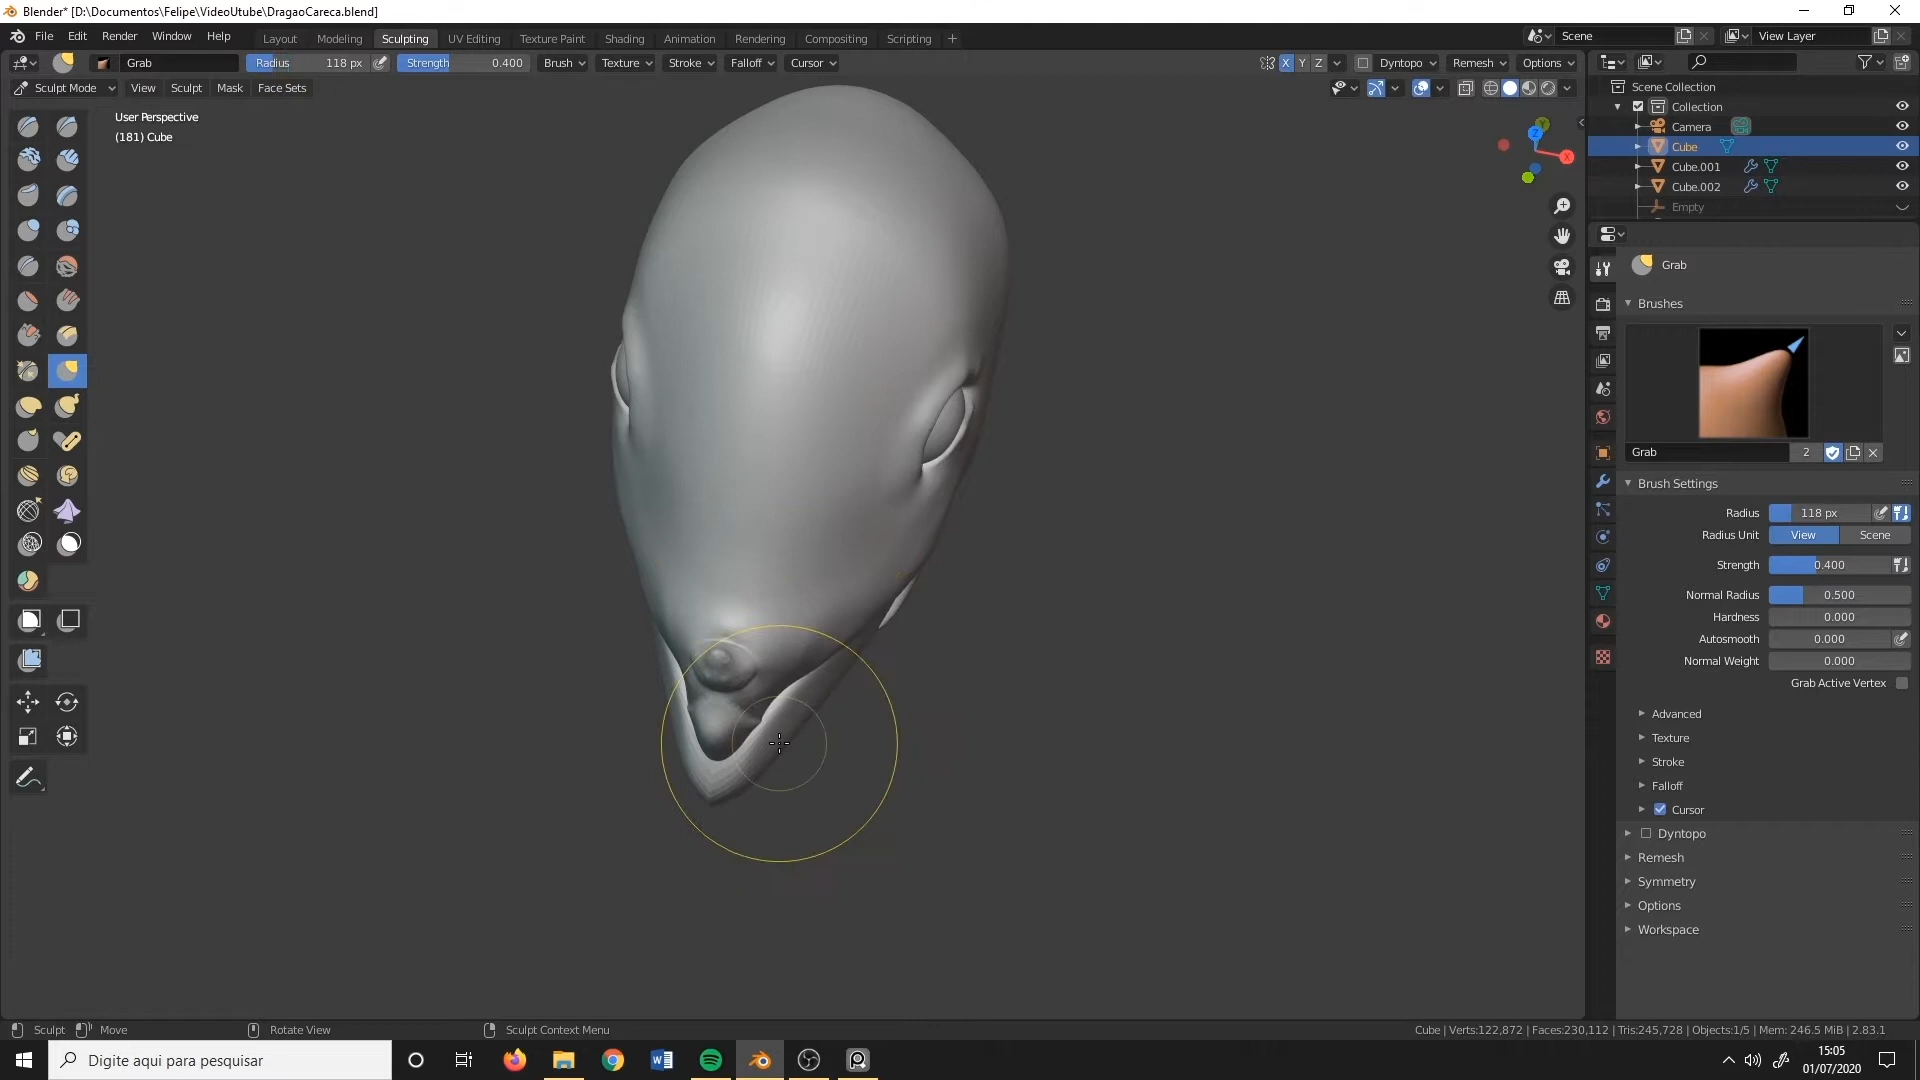 Blender* [D:\Documentos\Felipe\VideoUtube\DragaoCareca.blend]
File Edit Render Window Help
Layout Modeling Sculpting UV Editing Texture Paint Shading Animation Rendering Compositing Scripting
Scene
View Layer
Grab
Radius 118 px
Strength 0.400
Brush Texture Stroke Falloff Cursor
X Y Z
Dyntopo Remesh Options
Sculpt Mode View Sculpt Mask Face Sets
User Perspective
(181) Cube
Y
Z
X
Scene Collection
Collection
Camera
Cube
Cube.001
Cube.002
Empty
Grab
Brushes
Grab 2
Brush Settings
Radius 118 px
Radius Unit View Scene
Strength 0.400
Normal Radius 0.500
Hardness 0.000
Autosmooth 0.000
Normal Weight 0.000
Grab Active Vertex
Advanced
Texture
Stroke
Falloff
Cursor
Dyntopo
Remesh
Symmetry
Options
Workspace
Sculpt Move Rotate View Sculpt Context Menu
Cube | Verts:122,872 | Faces:230,112 | Tris:245,728 | Objects:1/5 | Mem: 246.5 MiB | 2.83.1
Digite aqui para pesquisar
15:05
01/07/2020